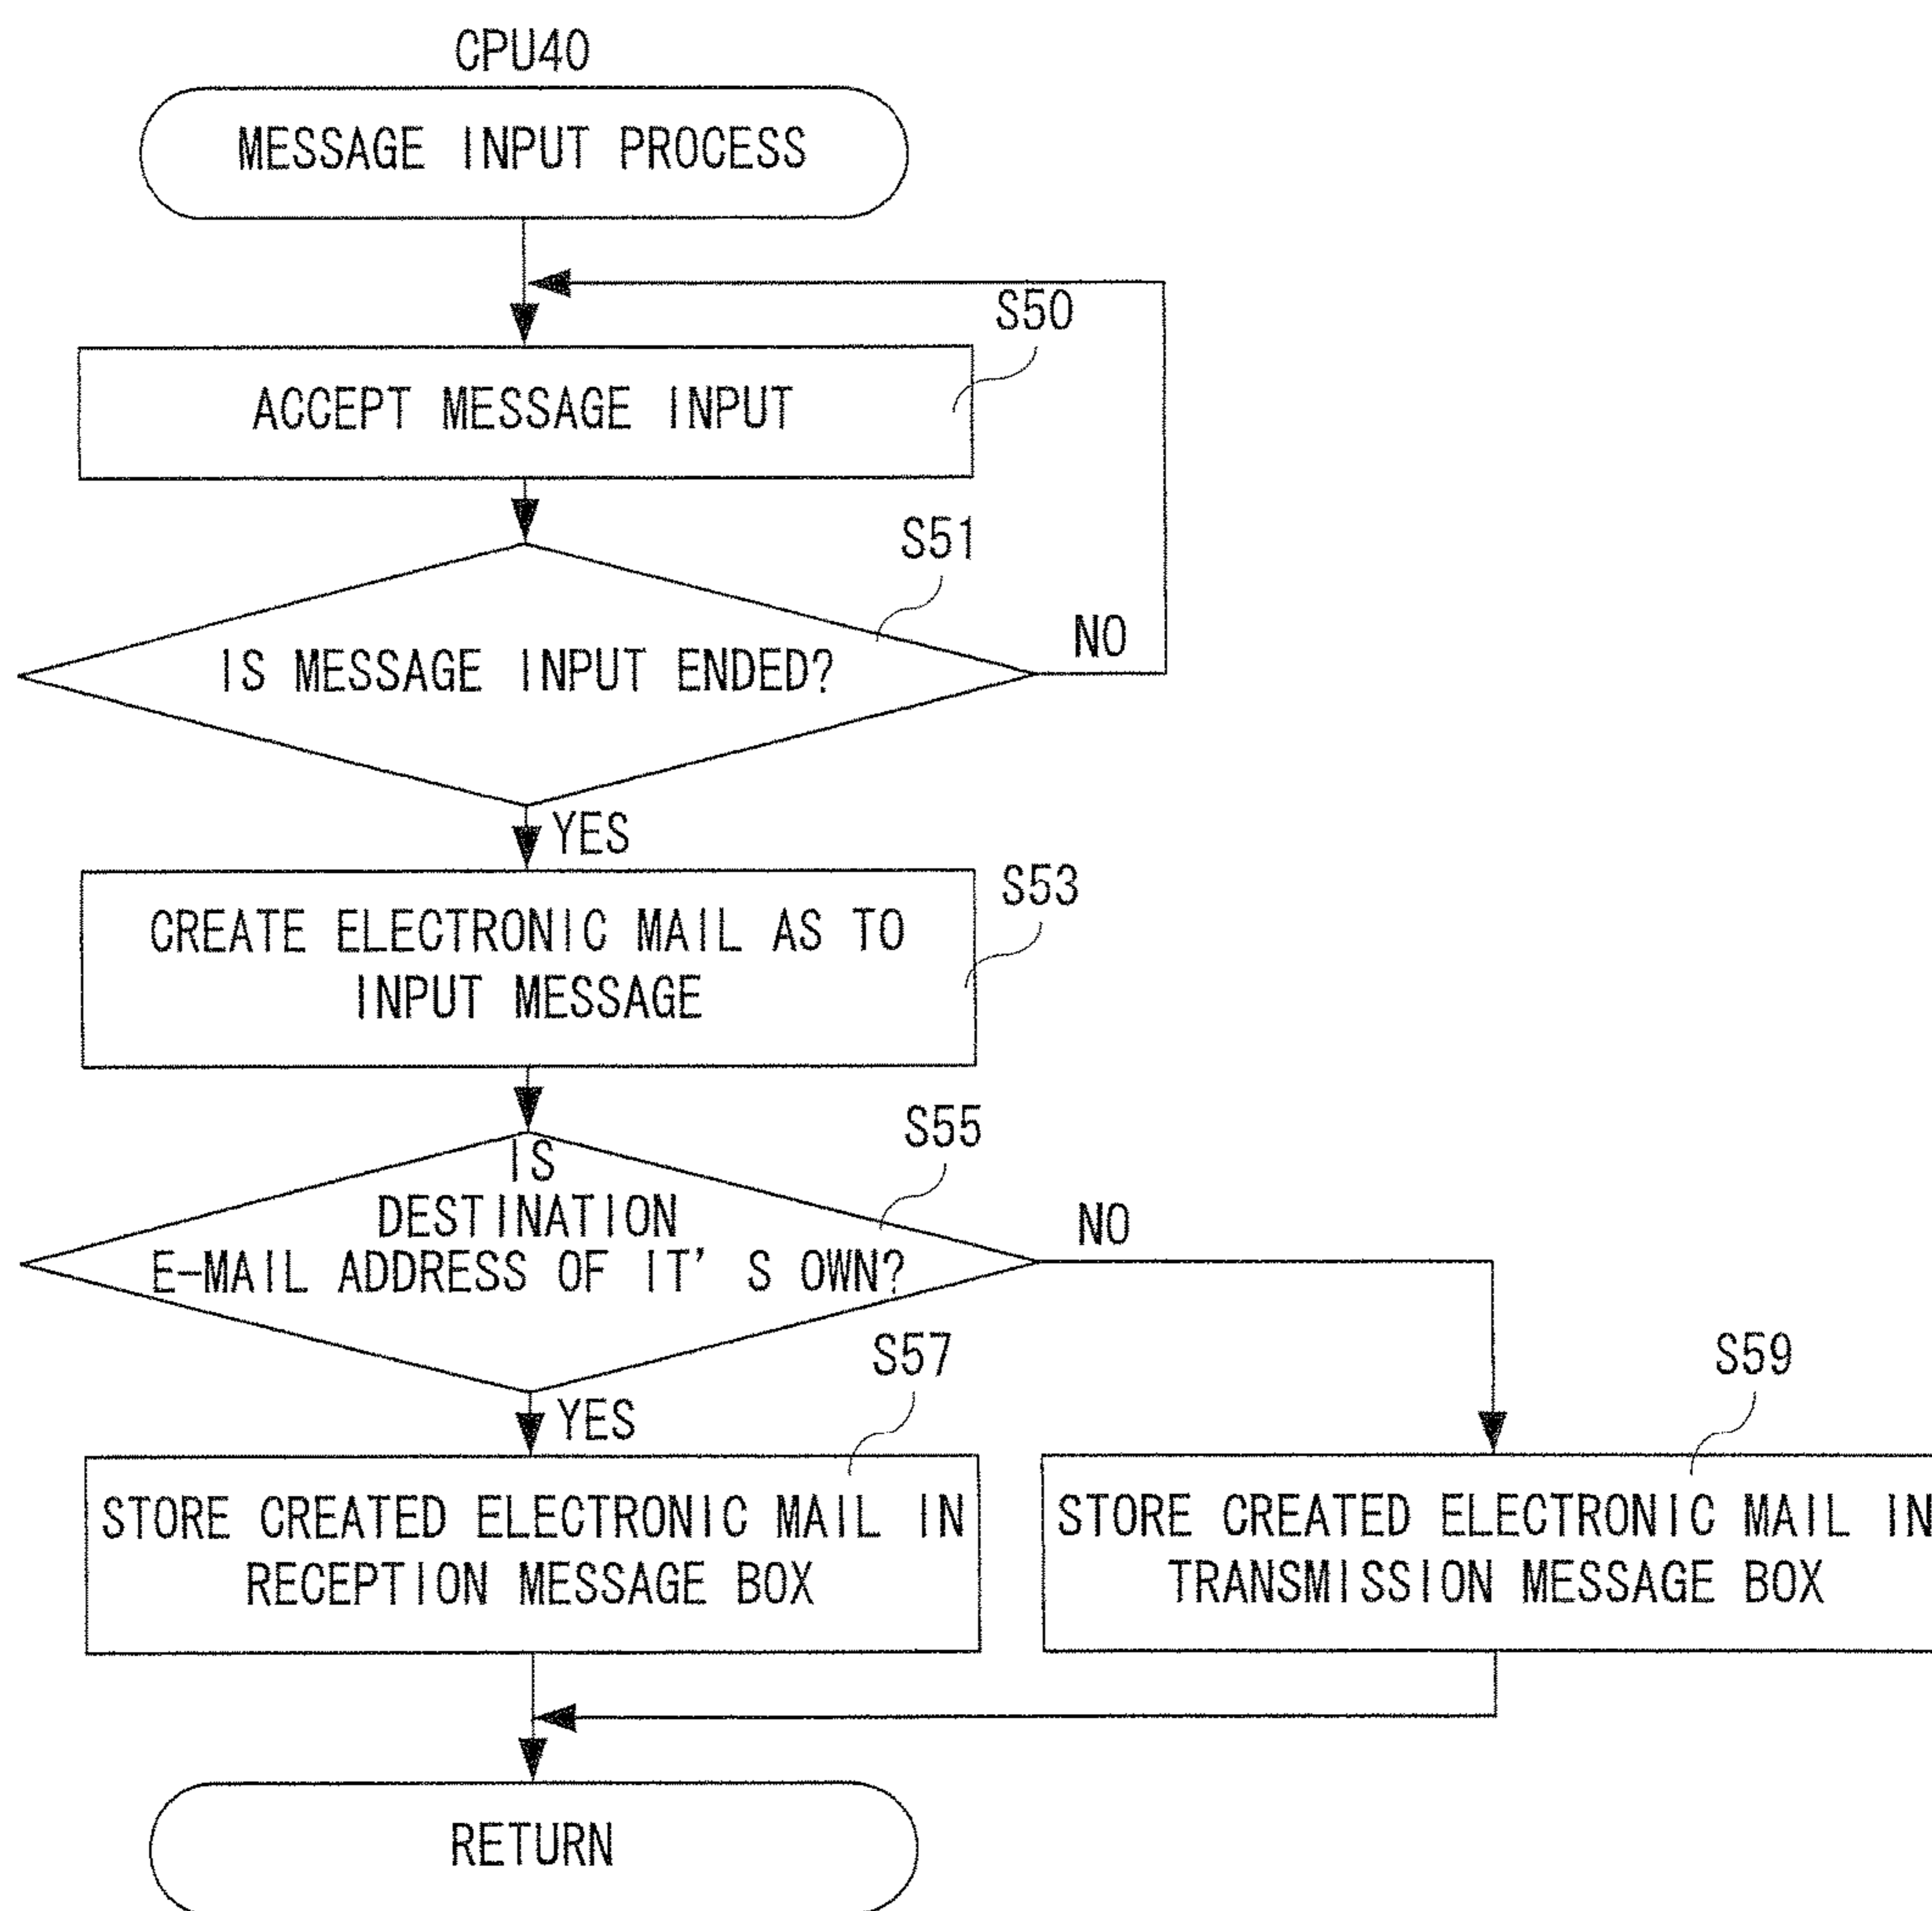 CPU40
MESSAGE INPUT PROCESS
S50
ACCEPT MESSAGE INPUT
S51
IS MESSAGE INPUT ENDED?
NO
YES
S53
CREATE ELECTRONIC MAIL AS TO
INPUT MESSAGE
S55
IS
DESTINATION
E-MAIL ADDRESS OF IT' S OWN?
NO
YES
S57
STORE CREATED ELECTRONIC MAIL IN
RECEPTION MESSAGE BOX
S59
STORE CREATED ELECTRONIC MAIL IN
TRANSMISSION MESSAGE BOX
RETURN